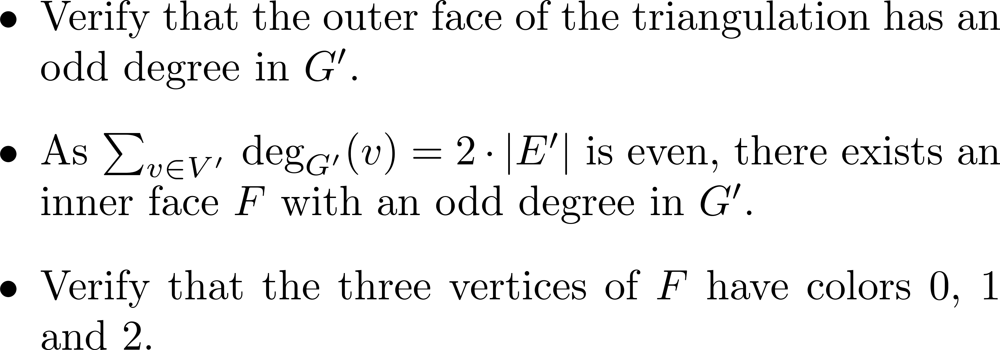 • Verify that the outer face of the triangulation has an
odd degree in $G'$.
• As $\sum_{v \in V'} \deg_{G'}(v) = 2 \cdot |E'|$ is even, there exists an
inner face $F$ with an odd degree in $G'$.
• Verify that the three vertices of $F$ have colors 0, 1
and 2.